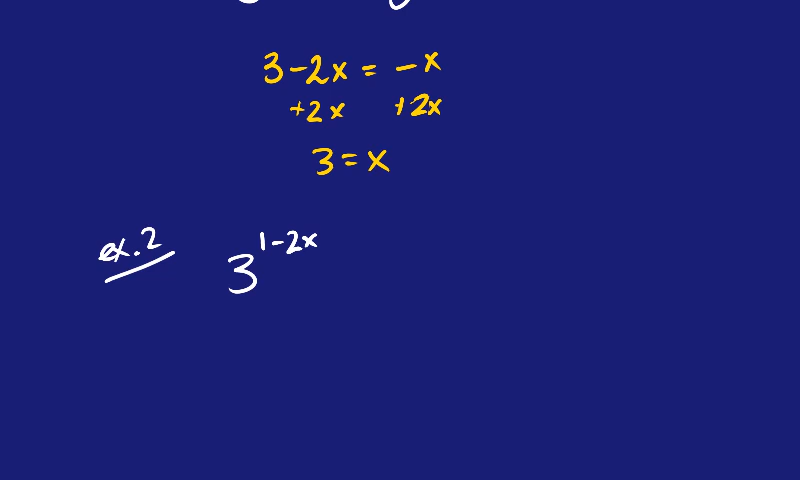 3-2x = -x
+2x +2x
3 = x
ex. 2 3^{1-2x}